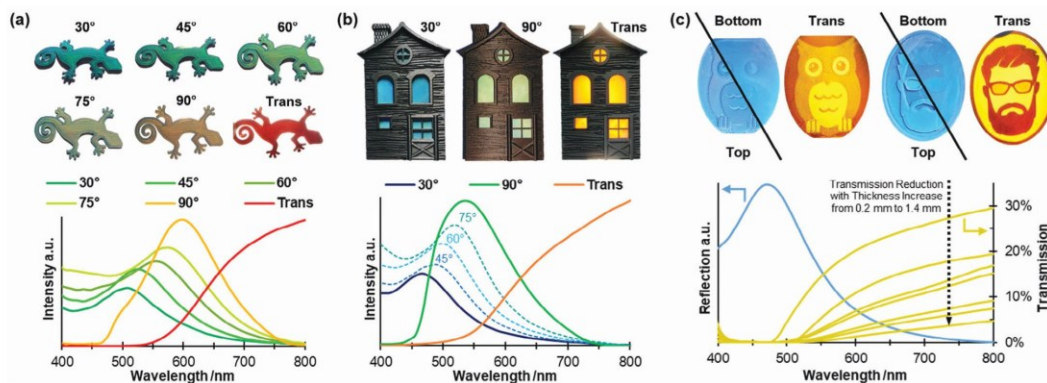 (a)
30° 45° 60°
75° 90° Trans
30° 45° 60°
75° 90° Trans
Intensity a.u.
400 500 600 700 800
Wavelength /nm
(b)
30° 90° Trans
30° 90° Trans
75°
60°
45°
Intensity a.u.
400 500 600 700 800
Wavelength /nm
(c)
Bottom Trans Bottom Trans
Top Top
Transmission Reduction
with Thickness Increase
from 0.2 mm to 1.4 mm
30%
20%
10%
0%
Reflection a.u.
Transmission
400 500 600 700 800
Wavelength /nm